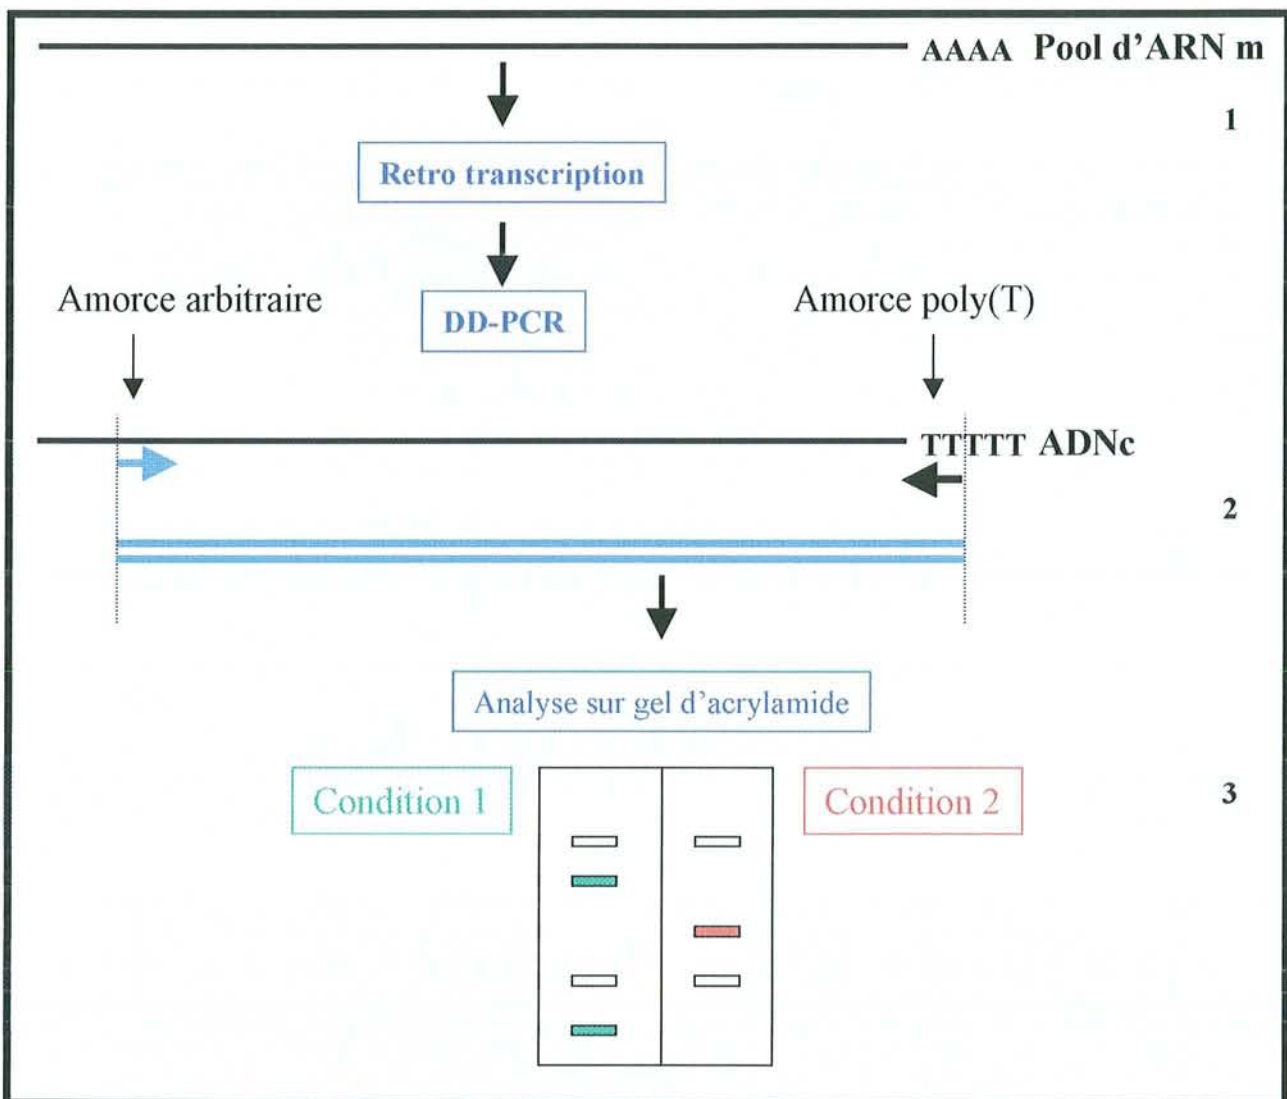 AAAA Pool d’ARN m
1
Retro transcription
Amorce arbitraire
DD-PCR
Amorce poly(T)
TTTTT ADNc
2
Analyse sur gel d’acrylamide
Condition 1
Condition 2
3